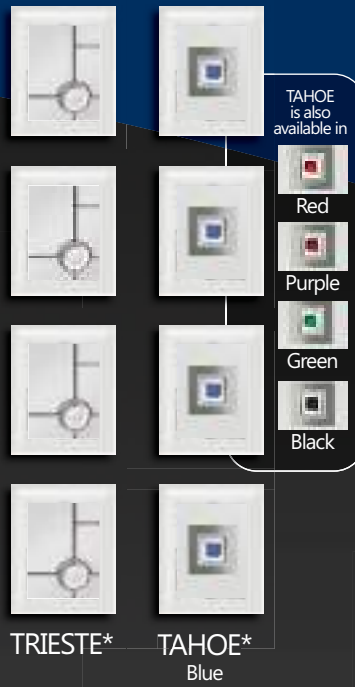 TAHOE
is also
available in
Red
Purple
Green
Black
TRIESTE*
TAHOE*
Blue